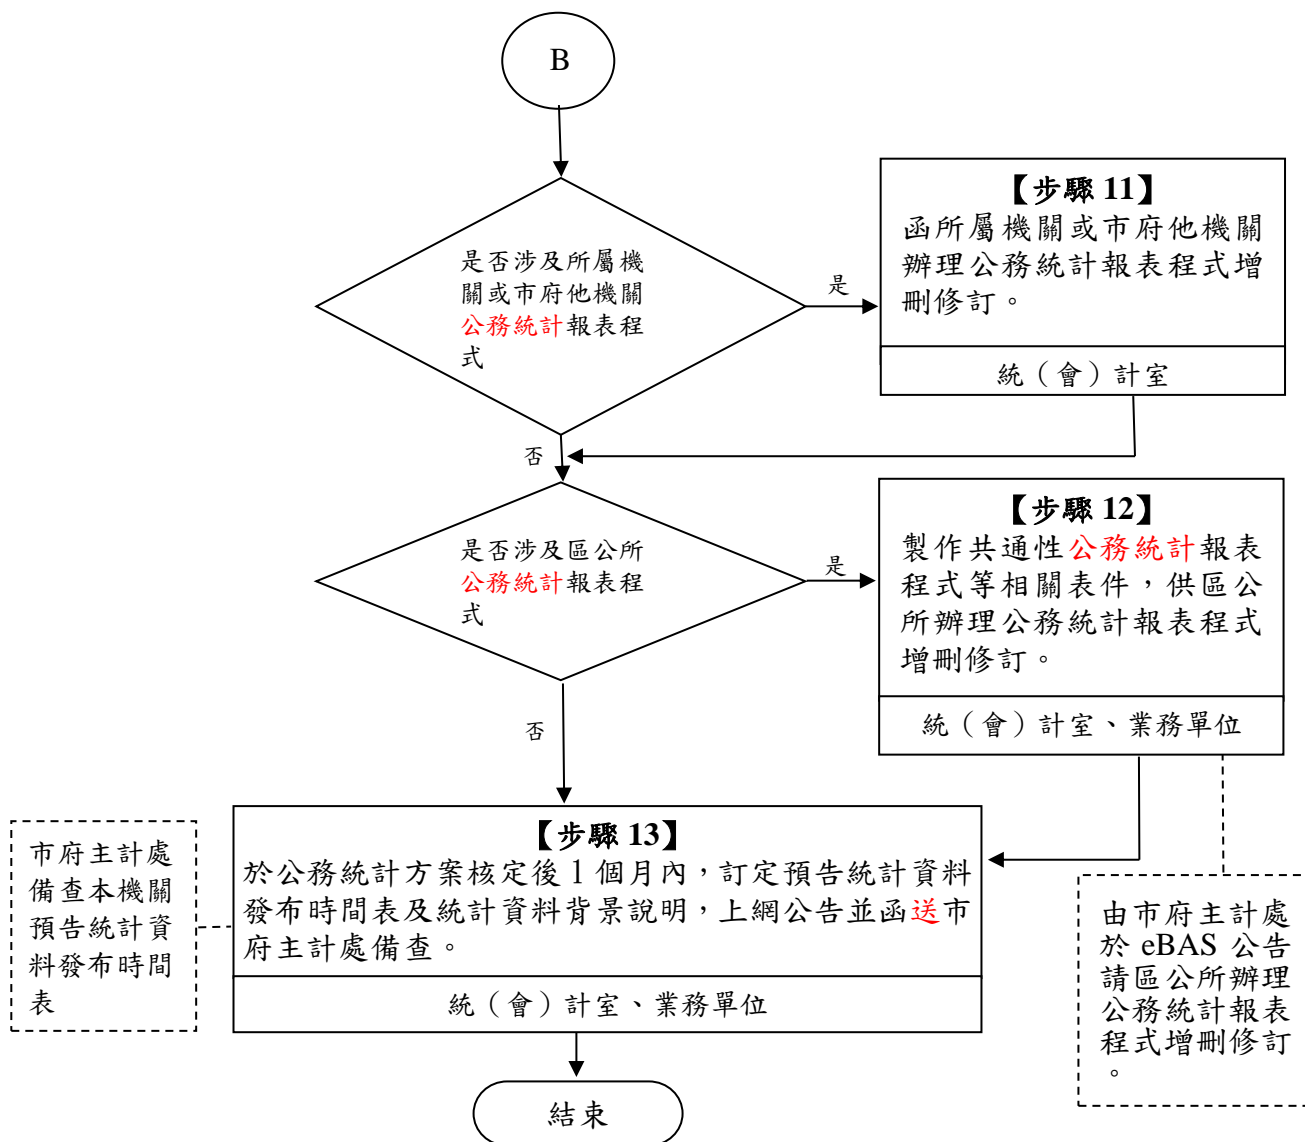 B
是否涉及所屬機
關或市府他機關
公務統計報表程
式
是
【步驟 11】
函所屬機關或市府他機關
辦理公務統計報表程式增
刪修訂。
統（會）計室
否
是否涉及區公所
公務統計報表程
式
是
【步驟 12】
製作共通性公務統計報表
程式等相關表件，供區公
所辦理公務統計報表程式
增刪修訂。
統（會）計室、業務單位
否
【步驟 13】
於公務統計方案核定後 1 個月內，訂定預告統計資料
發布時間表及統計資料背景說明，上網公告並函送市
府主計處備查。
統（會）計室、業務單位
市府主計處
備查本機關
預告統計資
料發布時間
表
由市府主計處
於 eBAS 公告
請區公所辦理
公務統計報表
程式增刪修訂
。
結束